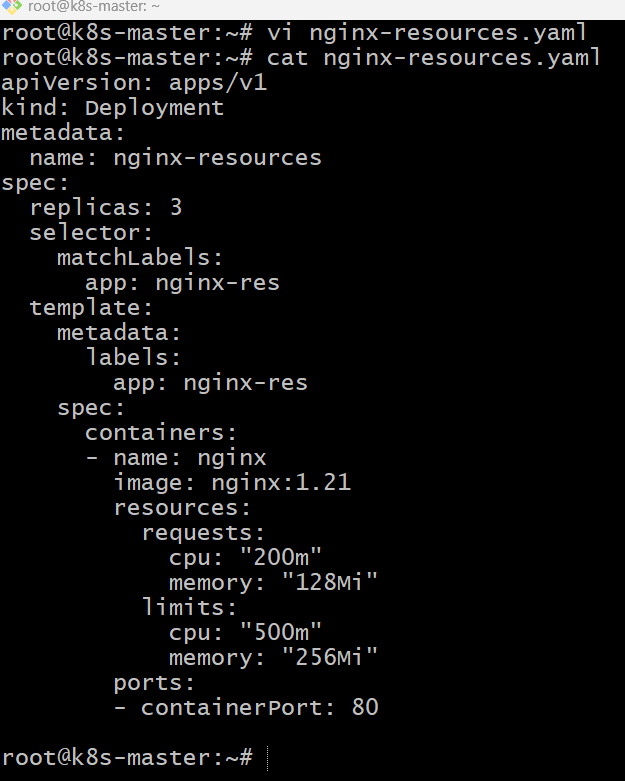 root@k8s-master: ~
root@k8s-master:~# vi nginx-resources.yaml
root@k8s-master:~# cat nginx-resources.yaml
apiVersion: apps/v1
kind: Deployment
metadata:
  name: nginx-resources
spec:
  replicas: 3
  selector:
    matchLabels:
      app: nginx-res
  template:
    metadata:
      labels:
        app: nginx-res
    spec:
      containers:
      - name: nginx
        image: nginx:1.21
        resources:
          requests:
            cpu: "200m"
            memory: "128Mi"
          limits:
            cpu: "500m"
            memory: "256Mi"
        ports:
        - containerPort: 80
root@k8s-master:~#